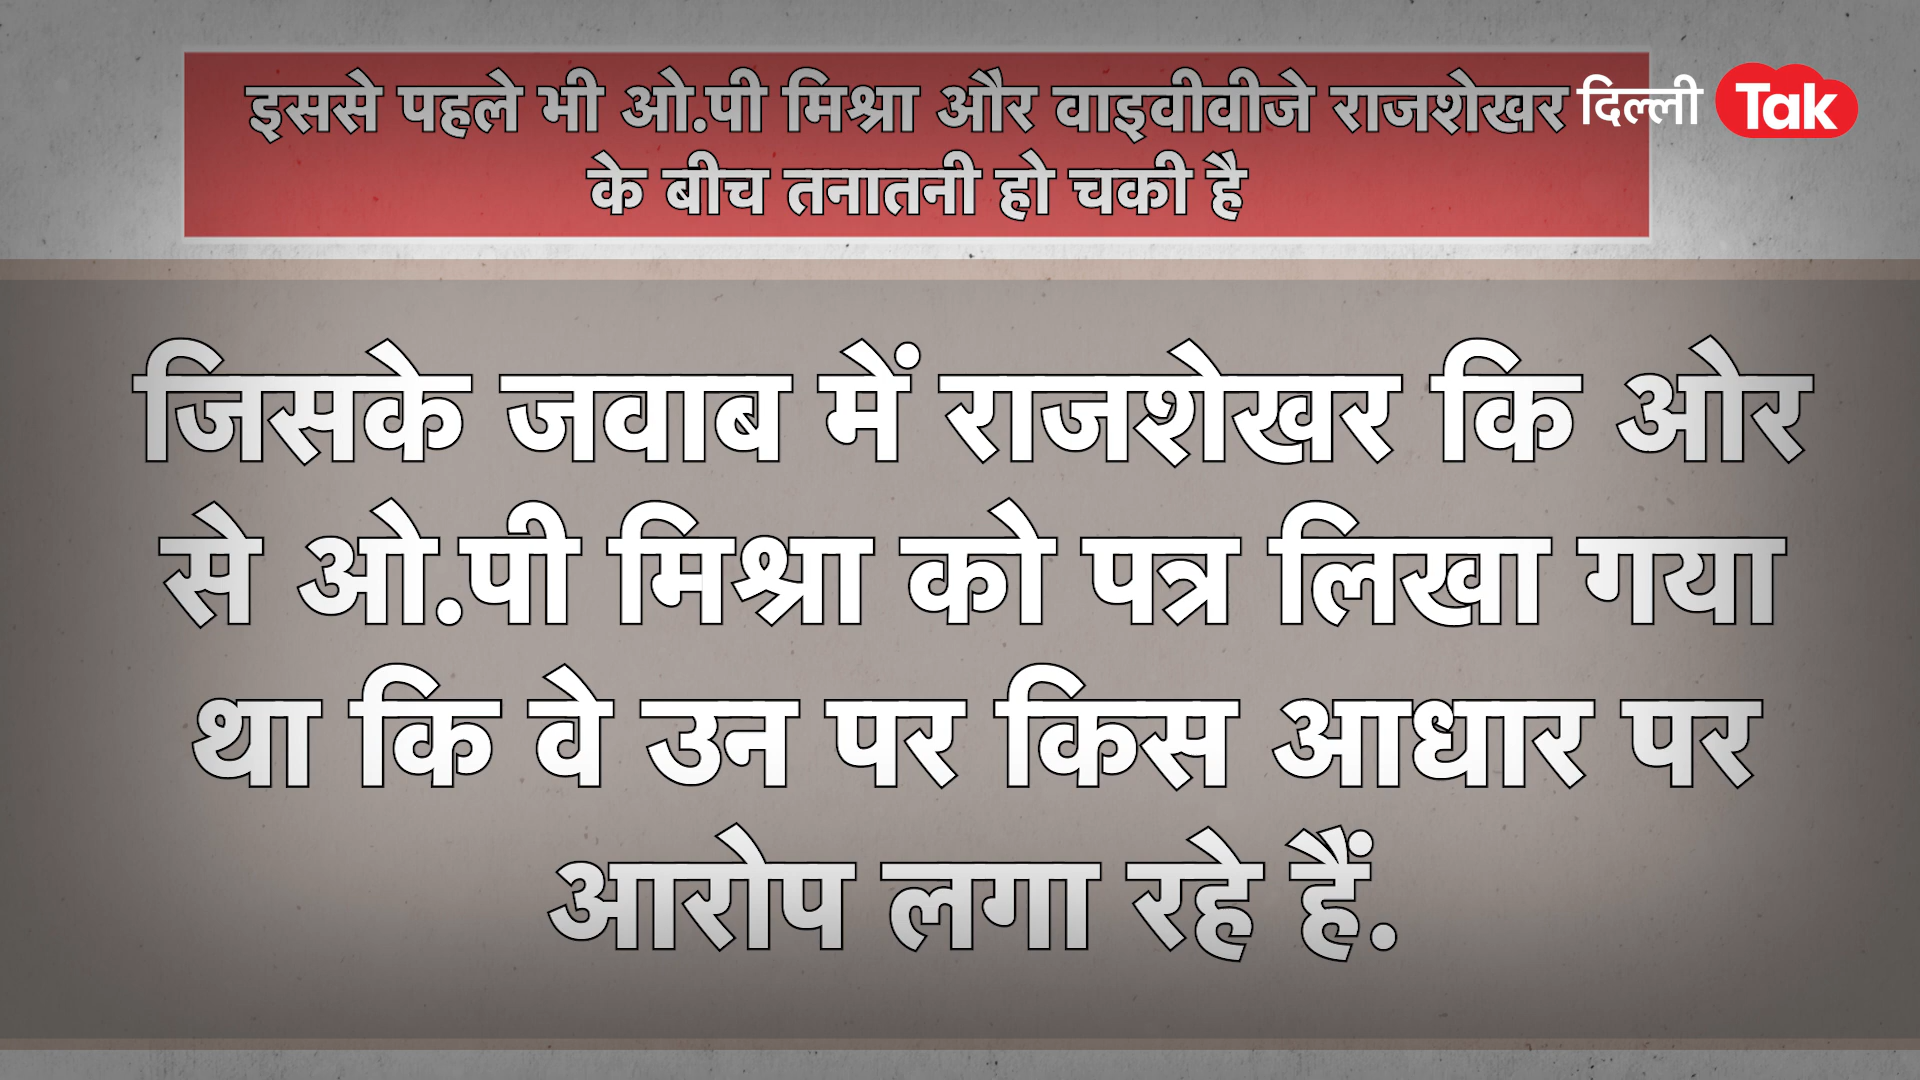 इससे पहले भी ओ.पी मिश्रा और वाइवीवीजे राजशेखर
के बीच तनातनी हो चकी है
दिल्ली Tak
जिसके जवाब में राजशेखर कि ओर
से ओ.पी मिश्रा को पत्र लिखा गया
था कि वे उन पर किस आधार पर
आरोप लगा रहे हैं.